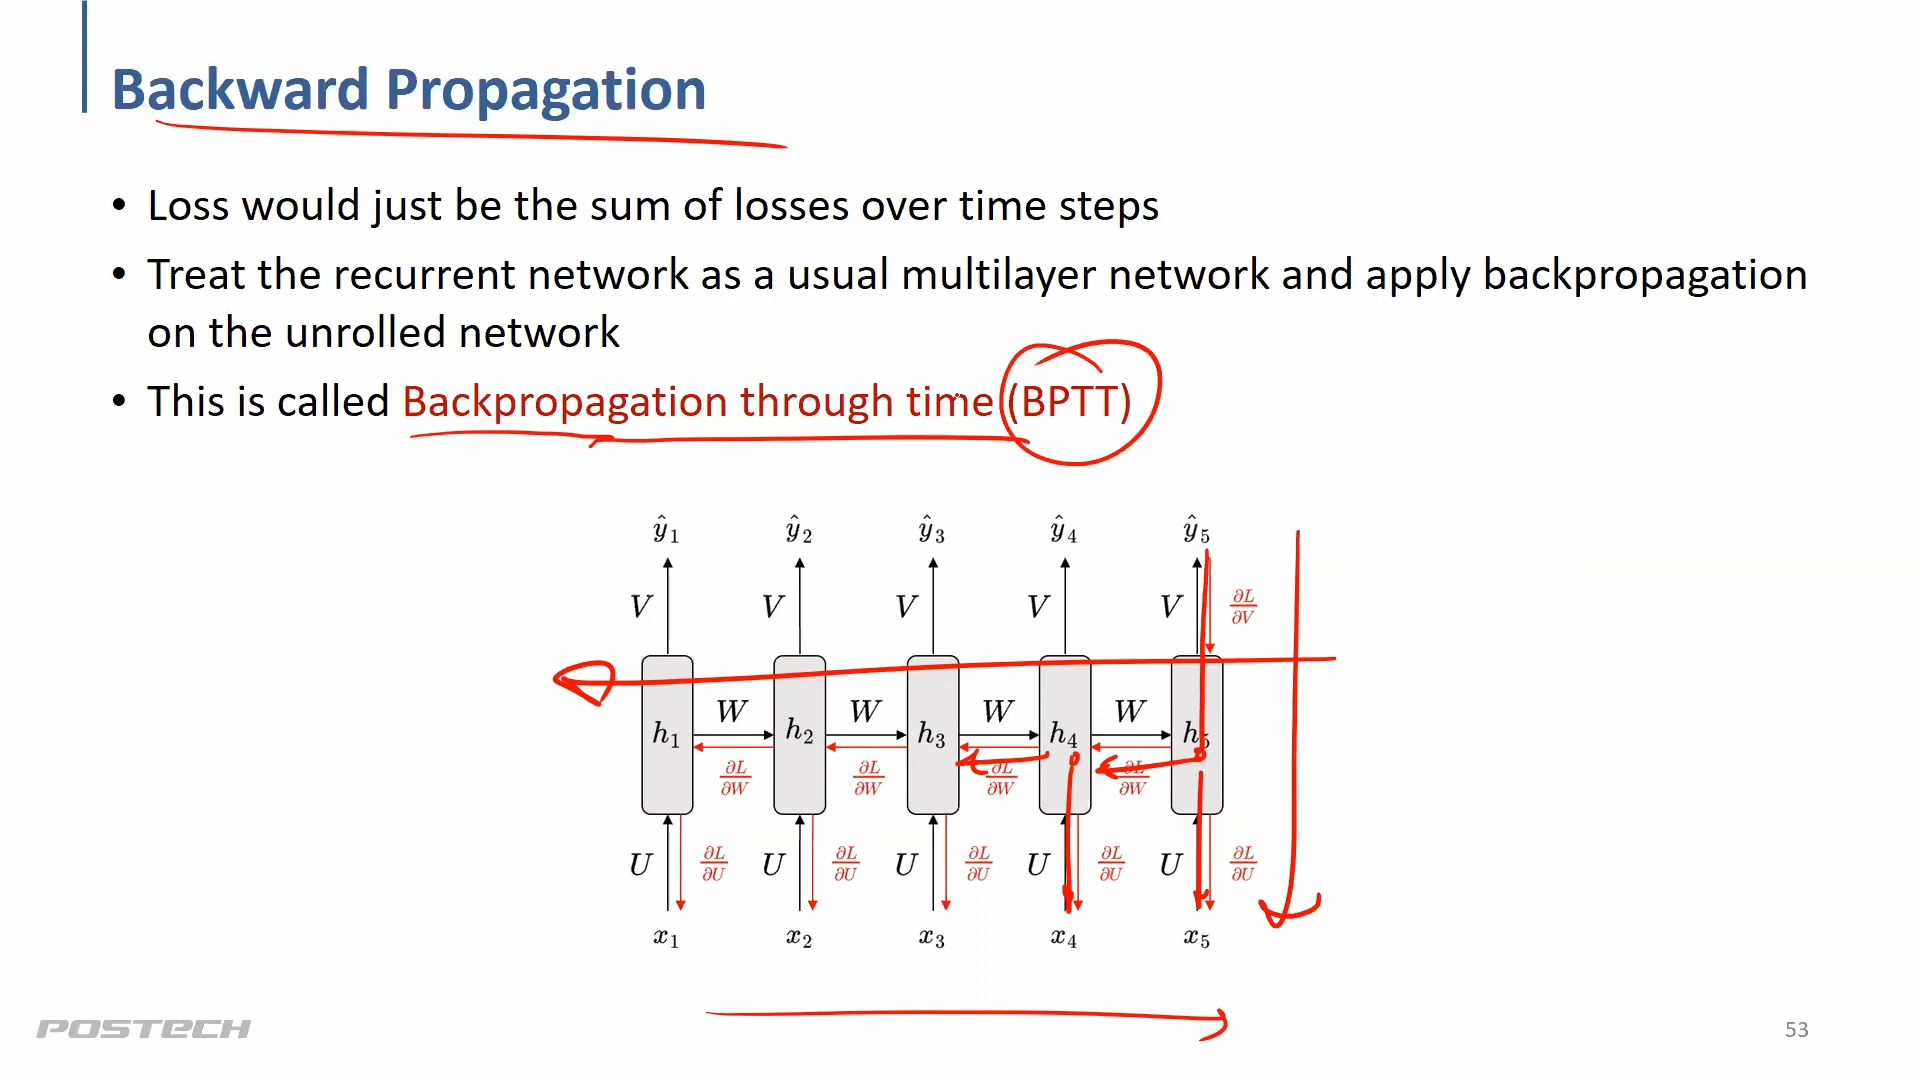 Backward Propagation
• Loss would just be the sum of losses over time steps
• Treat the recurrent network as a usual multilayer network and apply backpropagation
on the unrolled network
• This is called Backpropagation through time (BPTT)
ŷ₁ ŷ₂ ŷ₃ ŷ₄ ŷ₅
V V V V V ∂L/∂V
W W W W
h₁ h₂ h₃ h₄ h₅
∂L/∂W ∂L/∂W ∂L/∂W ∂L/∂W
U ∂L/∂U U ∂L/∂U U ∂L/∂U U ∂L/∂U U ∂L/∂U
x₁ x₂ x₃ x₄ x₅
POSTECH
53